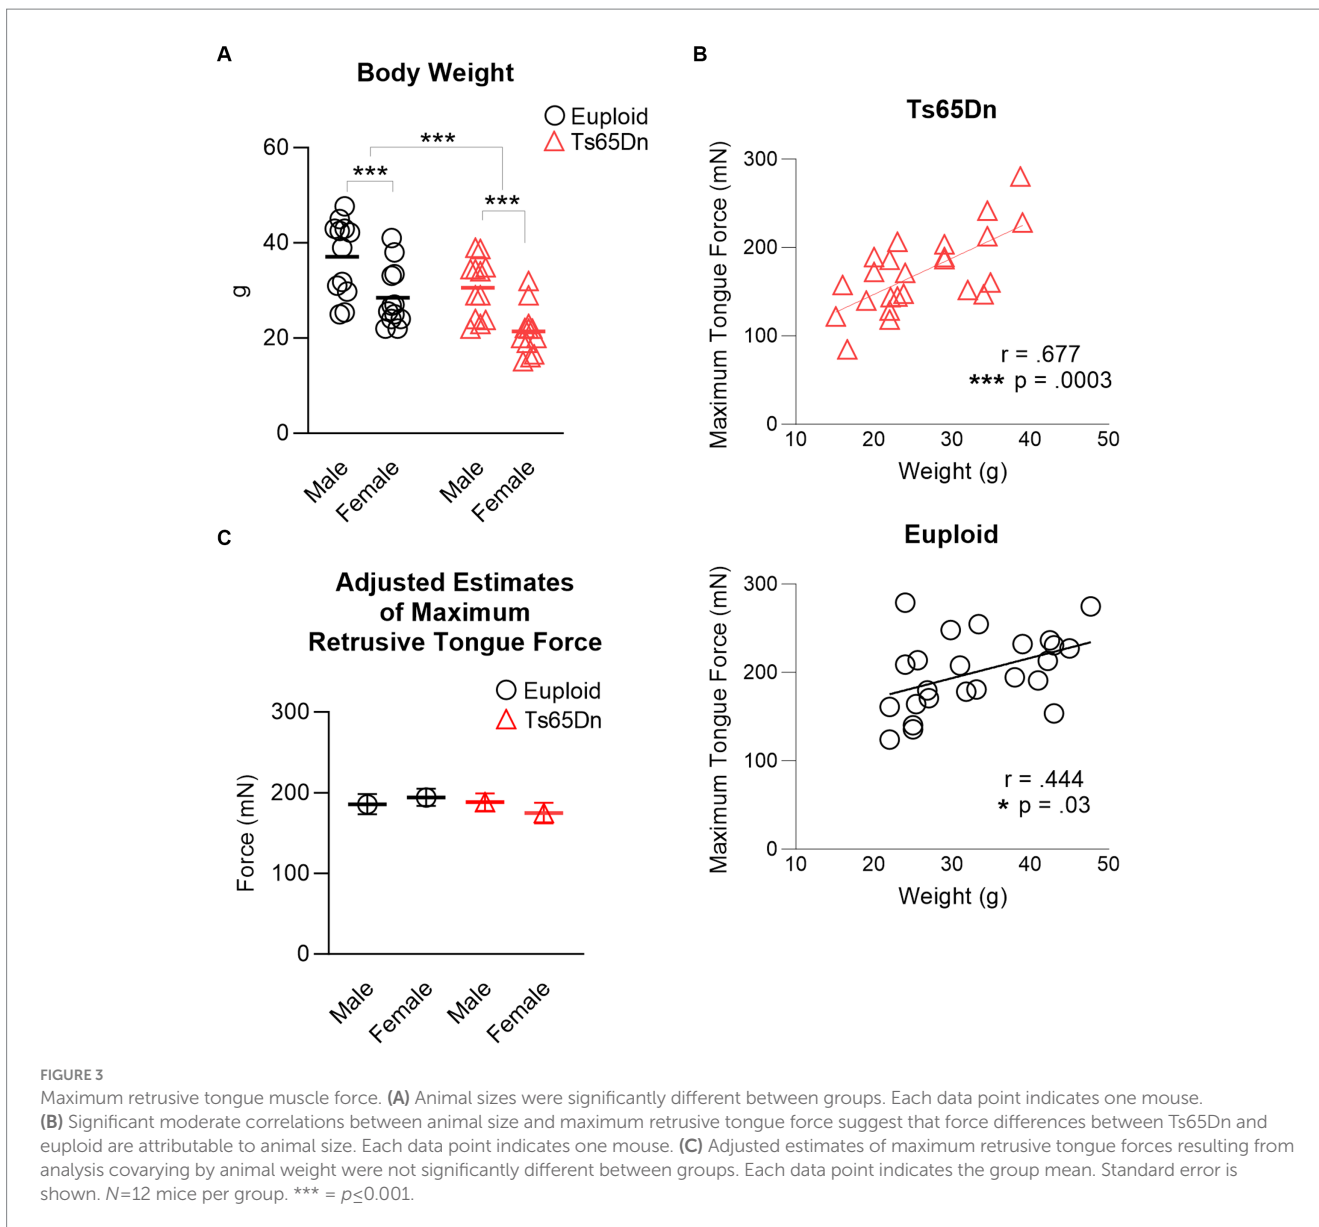 A
Body Weight
Euploid
Ts65Dn
***
***
***
60
40
20
0
g
Male
Female
Male
Female
B
Ts65Dn
Maximum Tongue Force (mN)
300
200
100
0
r = .677
*** p = .0003
10 20 30 40 50
Weight (g)
Euploid
Maximum Tongue Force (mN)
300
200
100
0
r = .444
* p = .03
10 20 30 40 50
Weight (g)
C
Adjusted Estimates
of Maximum
Retrusive Tongue Force
Euploid
Ts65Dn
300
200
100
0
Force (mN)
Male
Female
Male
Female
FIGURE 3
Maximum retrusive tongue muscle force. (A) Animal sizes were significantly different between groups. Each data point indicates one mouse.
(B) Significant moderate correlations between animal size and maximum retrusive tongue force suggest that force differences between Ts65Dn and
euploid are attributable to animal size. Each data point indicates one mouse. (C) Adjusted estimates of maximum retrusive tongue forces resulting from
analysis covarying by animal weight were not significantly different between groups. Each data point indicates the group mean. Standard error is
shown. N=12 mice per group. *** = p≤0.001.